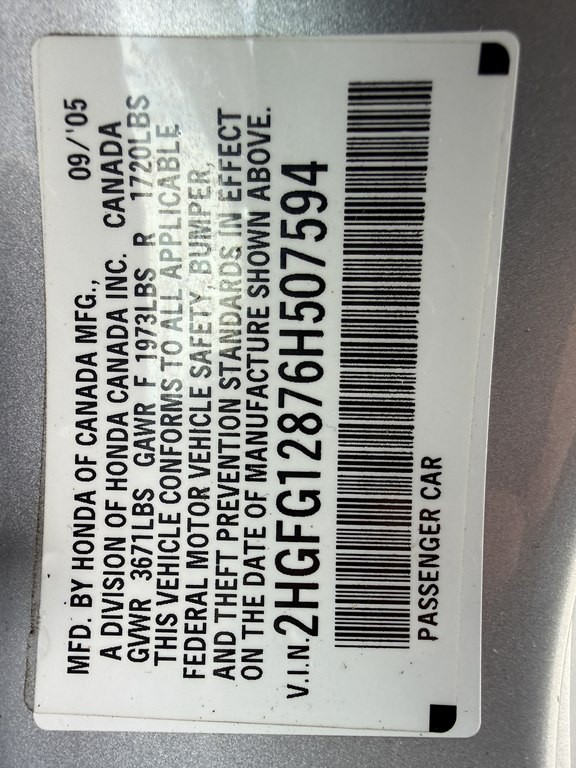 MFD. BY HONDA OF CANADA MFG., 09/'05
A DIVISION OF HONDA CANADA INC. CANADA
GVWR 3671LBS GAWR F 1973LBS R 1720LBS
THIS VEHICLE CONFORMS TO ALL APPLICABLE
FEDERAL MOTOR VEHICLE SAFETY, BUMPER,
AND THEFT PREVENTION STANDARDS IN EFFECT
ON THE DATE OF MANUFACTURE SHOWN ABOVE.
V.I.N. 2HGFG12876H507594
PASSENGER CAR